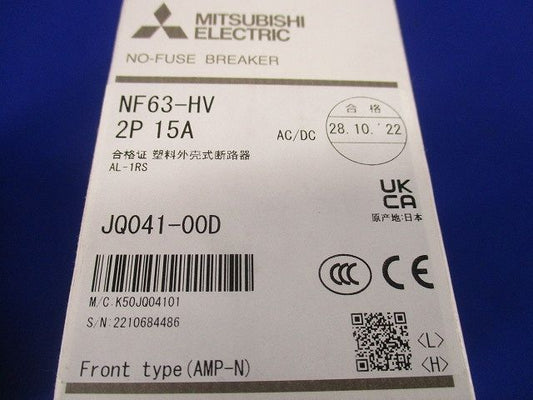 MITSUBISHI
ELECTRIC
NO-FUSE BREAKER
NF63-HV
2P 15A
AC/DC
合格
28.10.'22
合格证 塑料外壳式断路器
AL-1RS
UK
CA
原产地:日本
JQ041-00D
CCC CE
M/C K50JQ04101
S/N:2210684486
<L>
<H>
Front type(AMP-N)